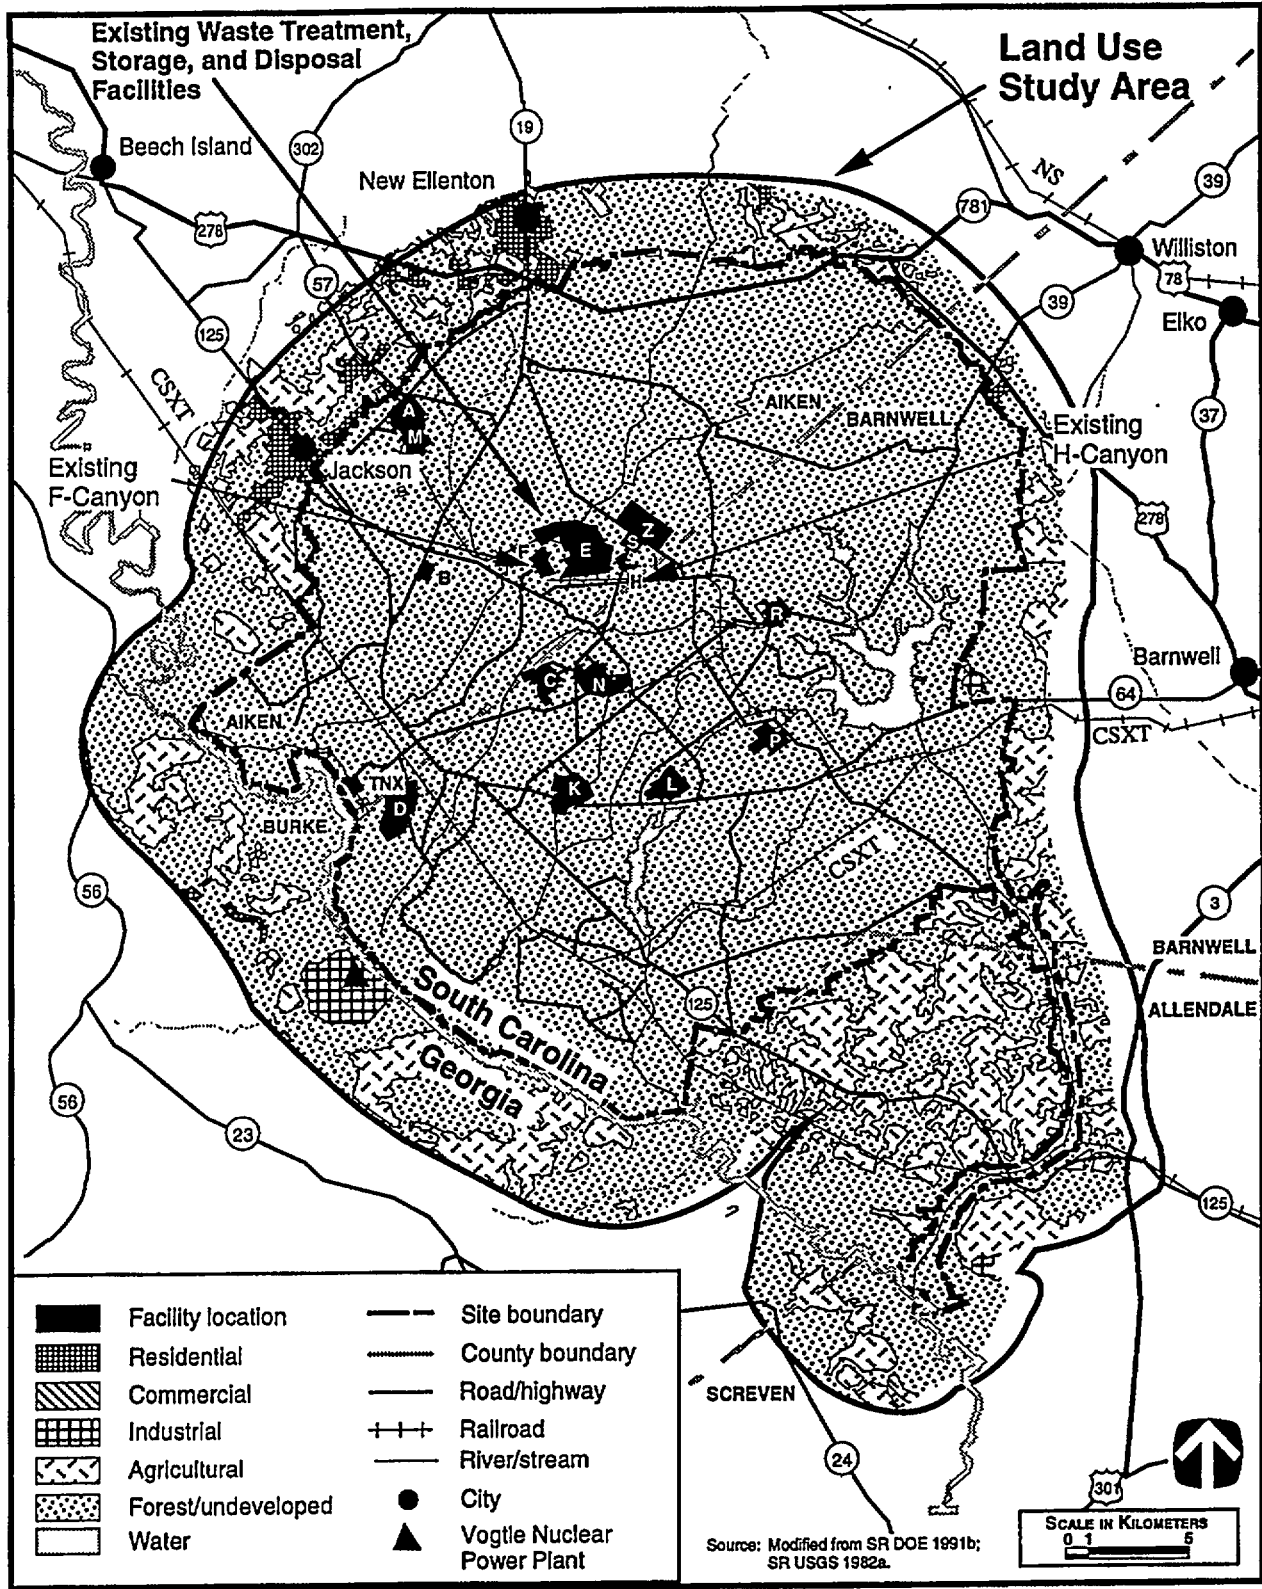 Existing Waste Treatment,
Storage, and Disposal
Facilities
Land Use
Study Area
Beech Island
302
19
New Ellenton
NS
39
781
278
Williston
78
57
39
Elko
125
CSXT
AIKEN
BARNWELL
37
A
M
Existing
H-Canyon
Existing
F-Canyon
Jackson
278
Z
F
E
S
H
B
R
Barnwell
C
N
64
AIKEN
CSXT
P
TNX
K
L
D
BURKE
CSXT
56
3
BARNWELL
South Carolina
125
ALLENDALE
Georgia
56
23
125
Facility location
Residential
Commercial
Industrial
Agricultural
Forest/undeveloped
Water
Site boundary
County boundary
Road/highway
Railroad
River/stream
City
Vogtle Nuclear
Power Plant
SCREVEN
24
301
SCALE IN KILOMETERS
0 1 5
Source: Modified from SR DOE 1991b;
SR USGS 1982a.